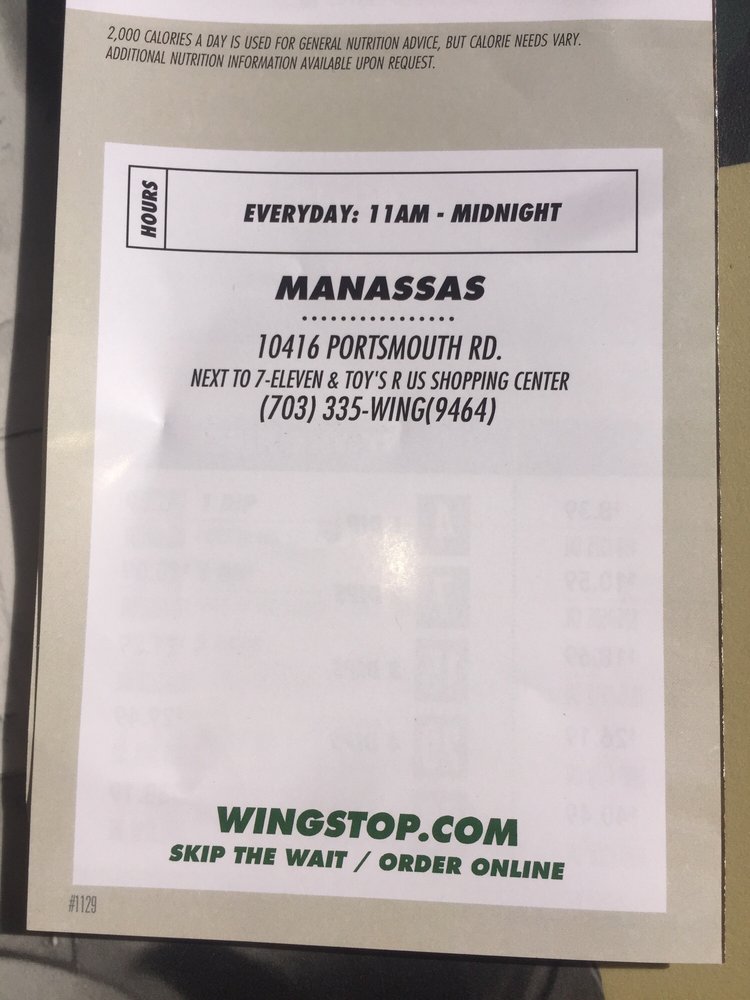 2,000 CALORIES A DAY IS USED FOR GENERAL NUTRITION ADVICE, BUT CALORIE NEEDS VARY.
ADDITIONAL NUTRITION INFORMATION AVAILABLE UPON REQUEST.
HOURS
EVERYDAY: 11AM - MIDNIGHT
MANASSAS
10416 PORTSMOUTH RD.
NEXT TO 7-ELEVEN & TOY'S R US SHOPPING CENTER
(703) 335-WING(9464)
WINGSTOP.COM
SKIP THE WAIT / ORDER ONLINE
#1129